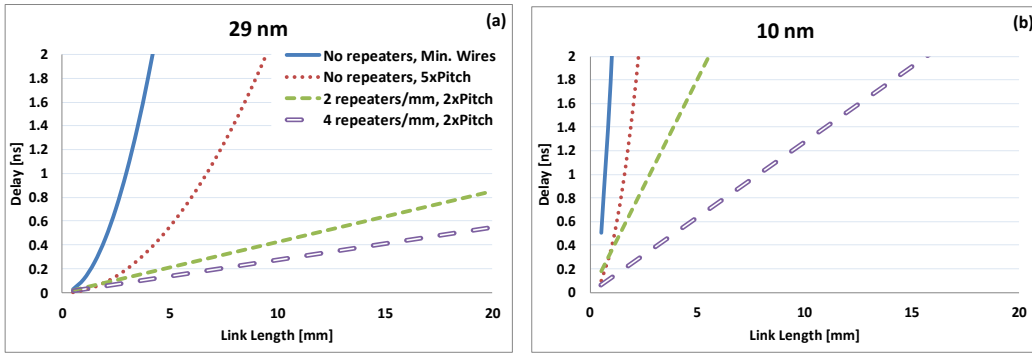 29 nm
(a)
2
1.8
1.6
1.4
1.2
1
0.8
0.6
0.4
0.2
0
Delay [ns]
No repeaters, Min. Wires
No repeaters, 5xPitch
2 repeaters/mm, 2xPitch
4 repeaters/mm, 2xPitch
0 5 10 15 20
Link Length [mm]
10 nm
(b)
2
1.8
1.6
1.4
1.2
1
0.8
0.6
0.4
0.2
0
Delay [ns]
0 5 10 15 20
Link Length [mm]